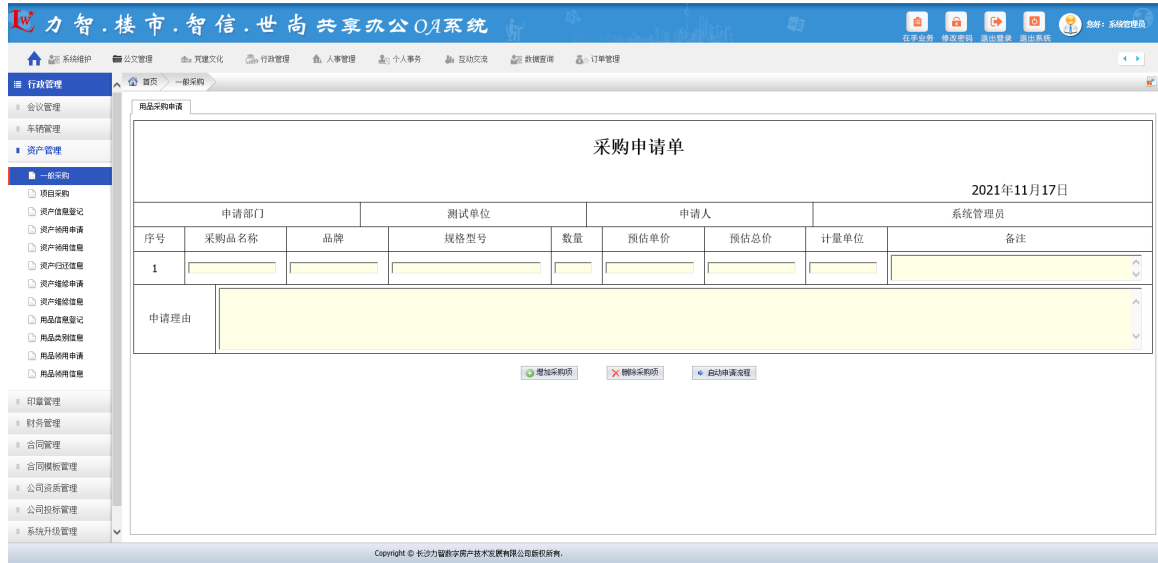 力智.楼市.智信.世尚共享办公OA系统
在手业务 修改密码 退出登录 退出系统 您好：系统管理员
系统维护 公文管理 党建文化 行政管理 人事管理 个人事务 互动交流 数据查询 订单管理
行政管理
首页 一般采购
会议管理
用品采购申请
车辆管理
资产管理
一般采购
项目采购
资产信息登记
资产领用申请
资产领用信息
资产归还信息
资产维修申请
资产维修信息
用品信息登记
用品类别信息
用品领用申请
用品领用信息
印章管理
财务管理
合同管理
合同模板管理
公司资质管理
公司投标管理
系统升级管理
采购申请单
2021年11月17日
申请部门 测试单位 申请人 系统管理员
序号 采购品名称 品牌 规格型号 数量 预估单价 预估总价 计量单位 备注
1
申请理由
增加采购项 删除采购项 启动申请流程
Copyright © 长沙力智数字房产技术发展有限公司版权所有.